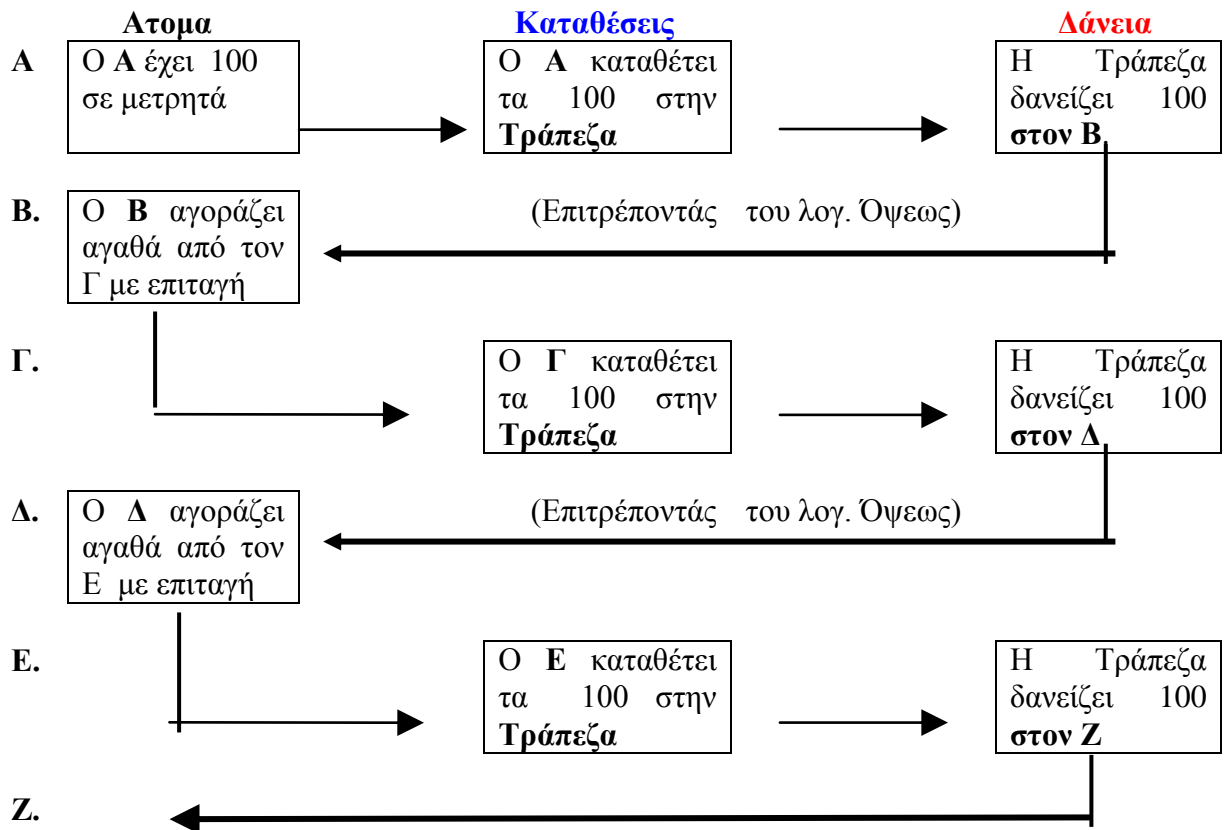 Ατομα Καταθέσεις Δάνεια
Α
Ο Α έχει 100
σε μετρητά
Ο Α καταθέτει
τα 100 στην
Τράπεζα
Η Τράπεζα
δανείζει 100
στον Β
Β.
Ο Β αγοράζει
αγαθά από τον
Γ με επιταγή
(Επιτρέποντάς του λογ. Όψεως)
Γ.
Ο Γ καταθέτει
τα 100 στην
Τράπεζα
Η Τράπεζα
δανείζει 100
στον Δ
Δ.
Ο Δ αγοράζει
αγαθά από τον
Ε με επιταγή
(Επιτρέποντάς του λογ. Όψεως)
Ε.
Ο Ε καταθέτει
τα 100 στην
Τράπεζα
Η Τράπεζα
δανείζει 100
στον Ζ
Ζ.